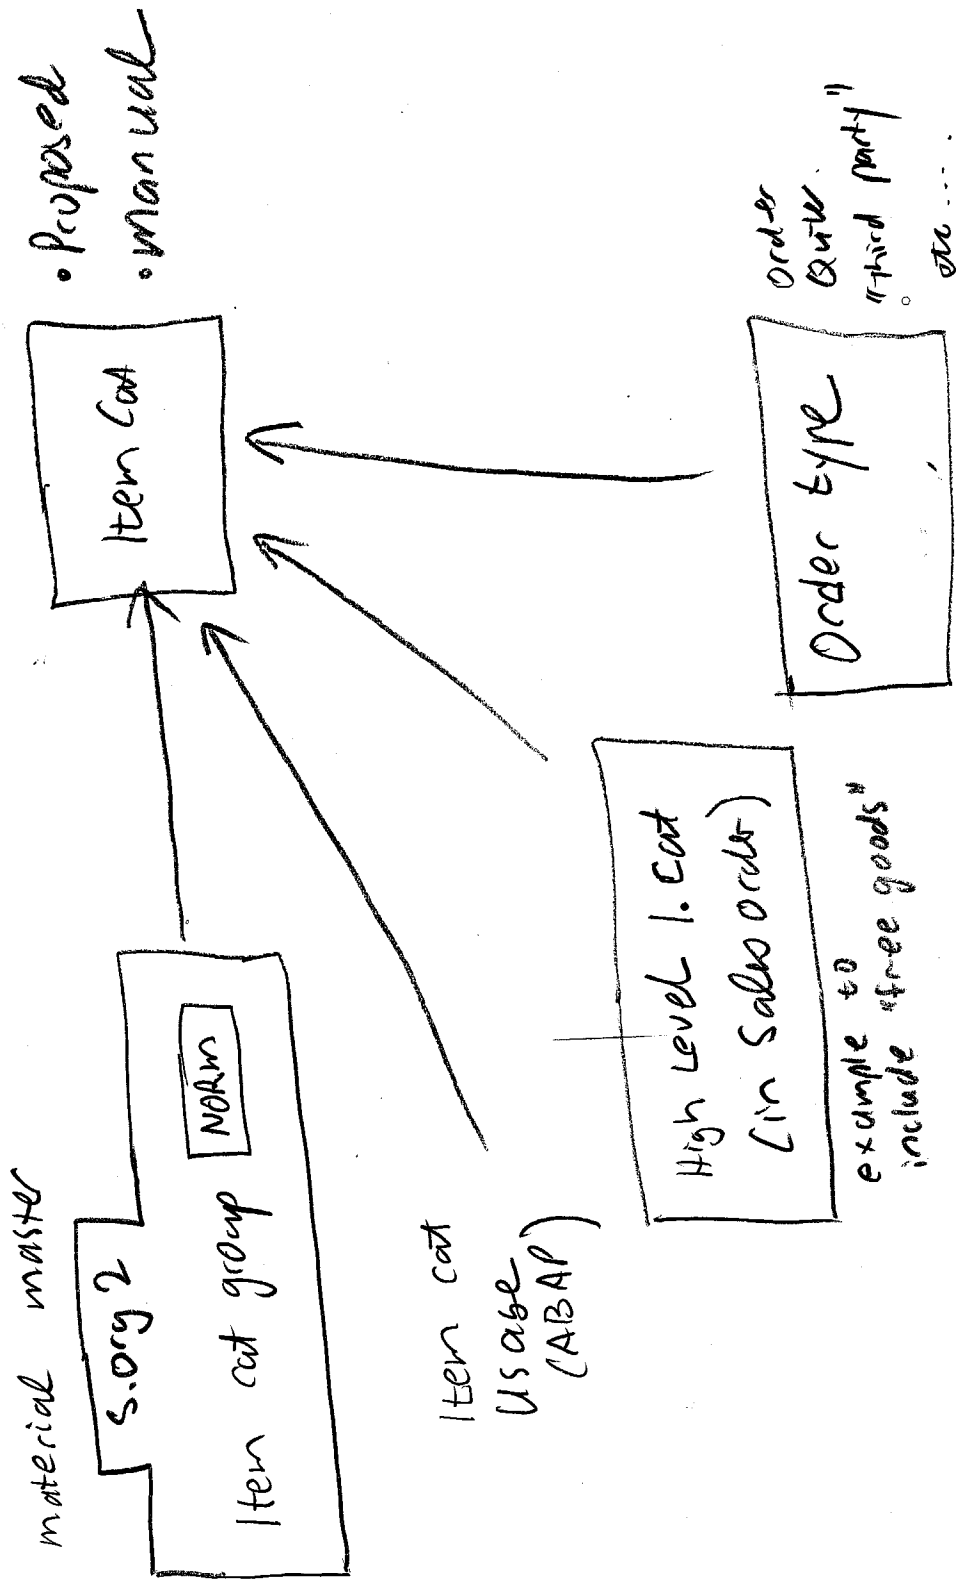 material master
S.org 2
Item cat group
NORM
Item Cat
• Proposed
• manual
Item cat
Usage
(ABAP)
High Level I. Cat
(in Sales order)
example to
include "free goods"
Order type
order
"third party"
etc....